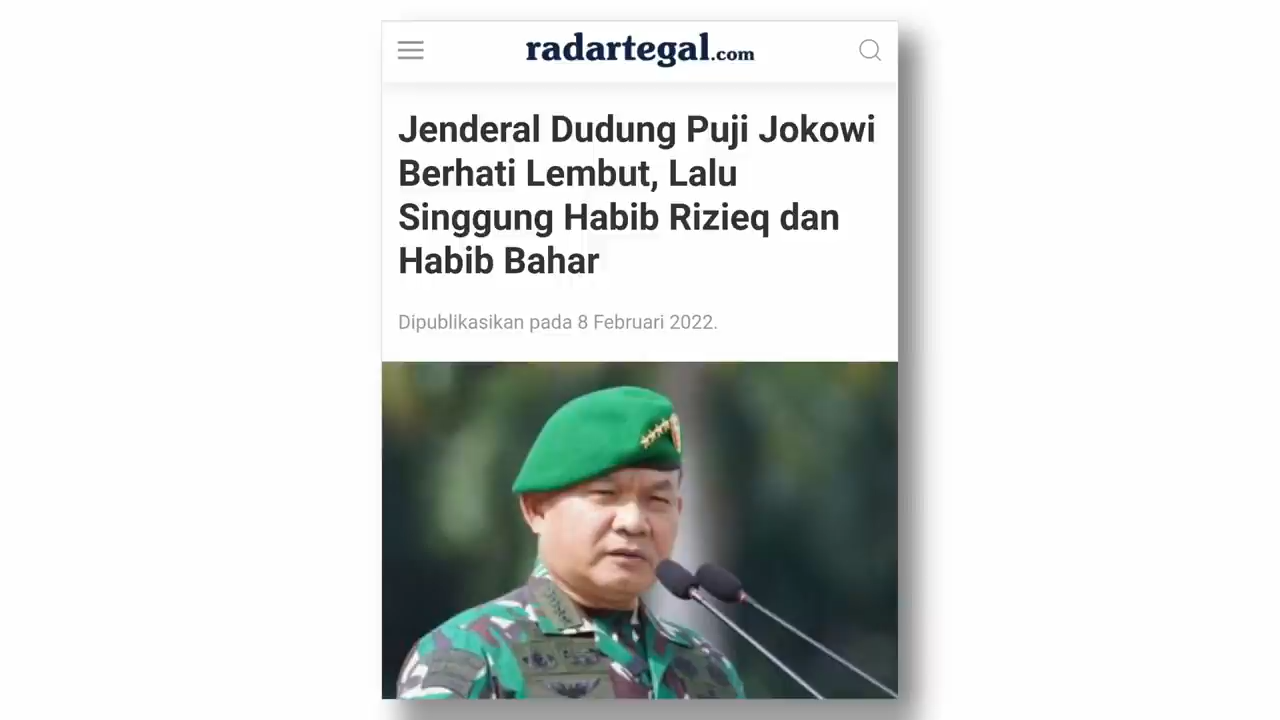 radartegal.com
Jenderal Dudung Puji Jokowi
Berhati Lembut, Lalu
Singgung Habib Rizieq dan
Habib Bahar
Dipublikasikan pada 8 Februari 2022.